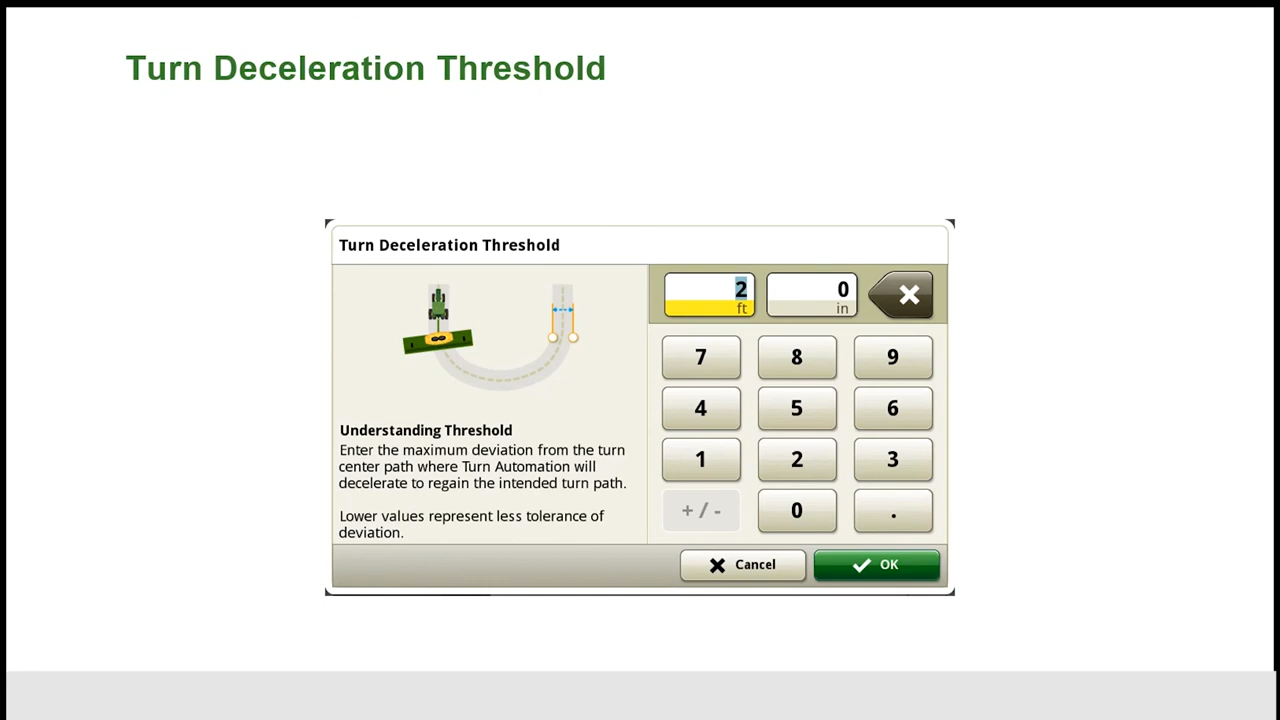 Turn Deceleration Threshold
Turn Deceleration Threshold
2
ft
0
in
7
8
9
4
5
6
1
2
3
+ / -
0
.
Understanding Threshold
Enter the maximum deviation from the turn
center path where Turn Automation will
decelerate to regain the intended turn path.
Lower values represent less tolerance of
deviation.
Cancel
OK